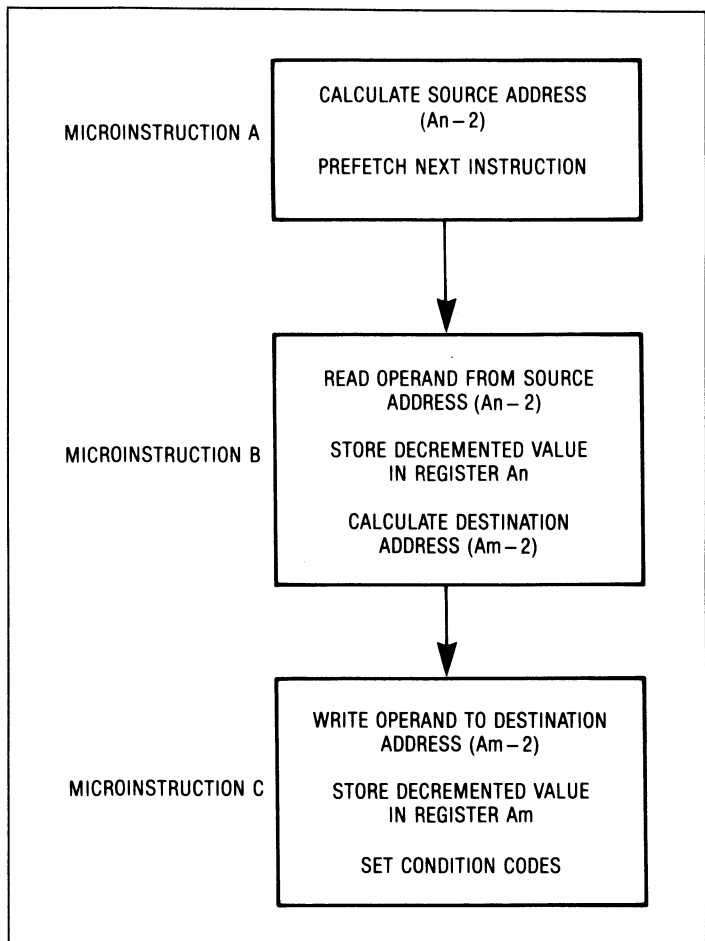 MICROINSTRUCTION A
CALCULATE SOURCE ADDRESS
(An – 2)
PREFETCH NEXT INSTRUCTION
MICROINSTRUCTION B
READ OPERAND FROM SOURCE
ADDRESS (An – 2)
STORE DECREMENTED VALUE
IN REGISTER An
CALCULATE DESTINATION
ADDRESS (Am – 2)
MICROINSTRUCTION C
WRITE OPERAND TO DESTINATION
ADDRESS (Am – 2)
STORE DECREMENTED VALUE
IN REGISTER Am
SET CONDITION CODES